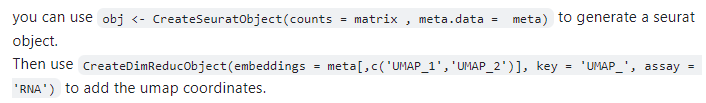 you can use obj <- CreateSeuratObject(counts = matrix , meta.data =  meta) to generate a seurat
object.
Then use CreateDimReducObject(embeddings = meta[,c('UMAP_1','UMAP_2')], key = 'UMAP_', assay =
'RNA') to add the umap coordinates.